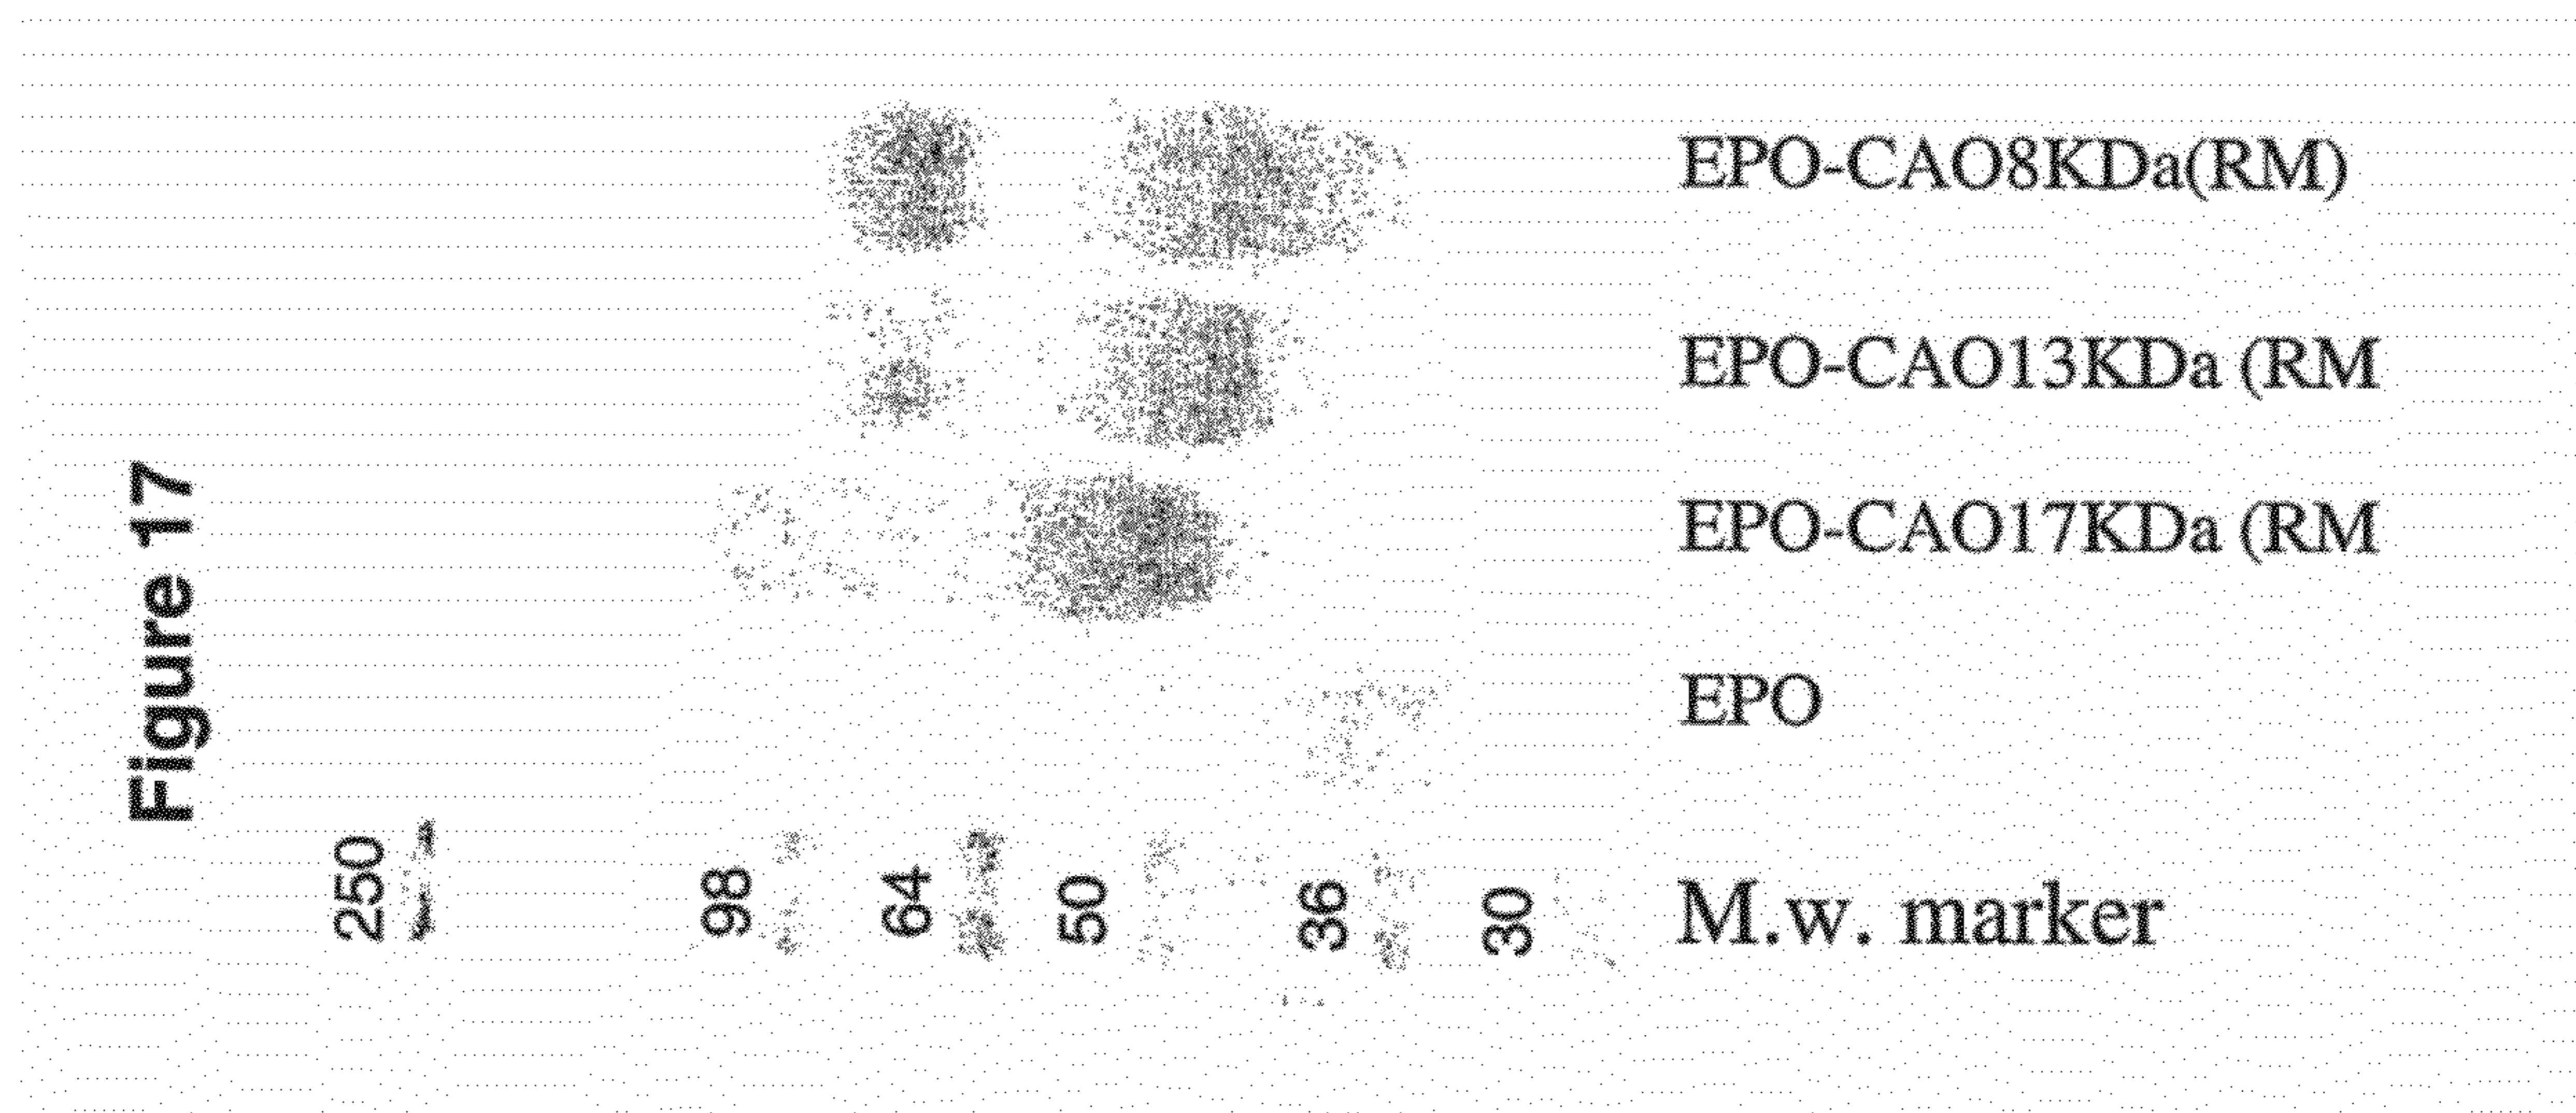 Figure 17
EPO-CAO8KDa(RM)
EPO-CAO13KDa (RM
EPO-CAO17KDa (RM
EPO
M.w. marker
250
98
64
50
36
30